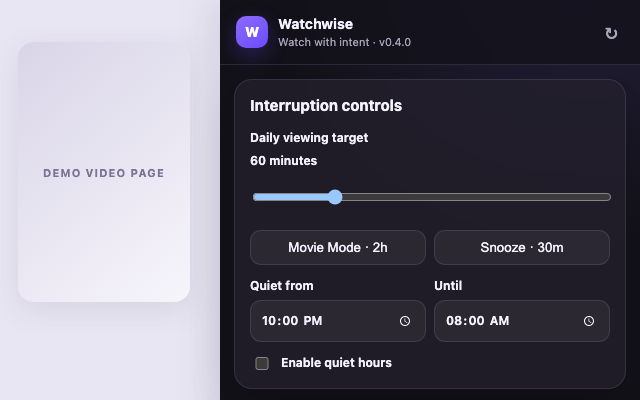 DEMO VIDEO PAGE
W
Watchwise
Watch with intent · v0.4.0
↻
Interruption controls
Daily viewing target
60 minutes
Movie Mode · 2h
Snooze · 30m
Quiet from
Until
10:00 PM
08:00 AM
Enable quiet hours